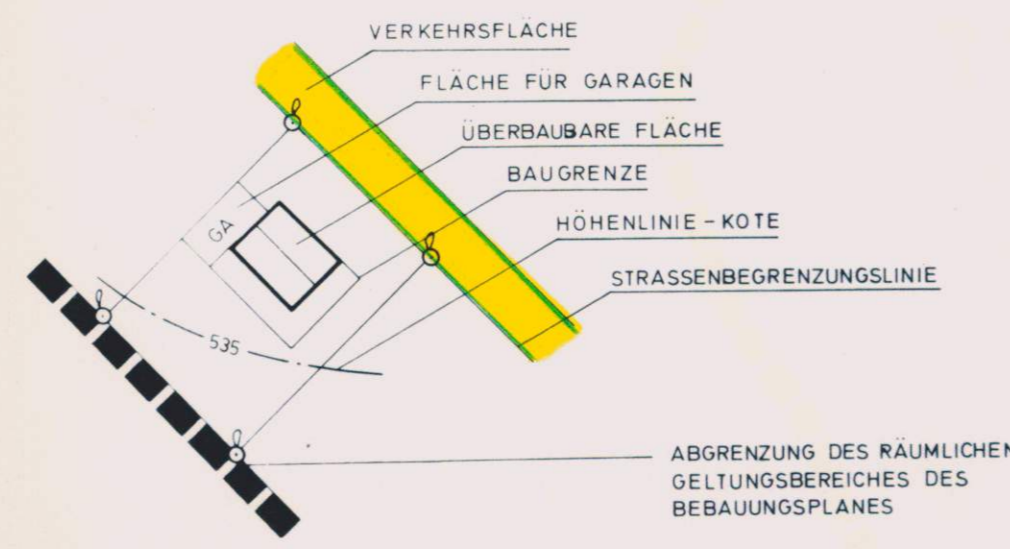 VERKEHRSFLÄCHE
FLÄCHE FÜR GARAGEN
ÜBERBAUBARE FLÄCHE
BAUGRENZE
HÖHENLINIE-KOTE
STRASSENBEGRENZUNGSLINIE
GA
535
ABGRENZUNG DES RÄUMLICHEN
GELTUNGSBEREICHES DES
BEBAUUNGSPLANES